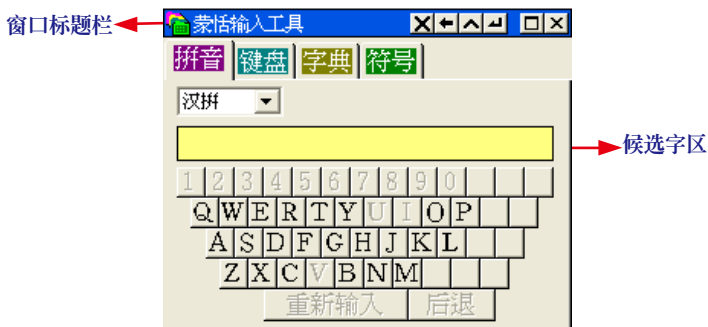 窗口标题栏
蒙恬输入工具
拼音 键盘 字典 符号
汉拼
候选字区
1 2 3 4 5 6 7 8 9 0
Q W E R T Y U I O P
A S D F G H J K L
Z X C V B N M
重新输入 后退